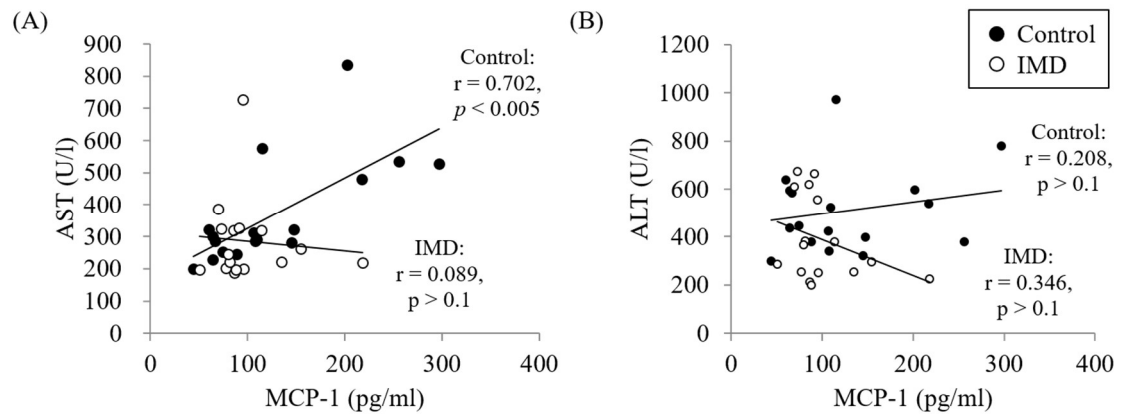 (A)
900
800
700
600
500
400
300
200
100
0
AST (U/l)
0 100 200 300 400
MCP-1 (pg/ml)
Control:
r = 0.702,
p < 0.005
IMD:
r = 0.089,
p > 0.1
(B)
1200
1000
800
600
400
200
0
ALT (U/l)
0 100 200 300 400
MCP-1 (pg/ml)
Control
IMD
Control:
r = 0.208,
p > 0.1
IMD:
r = 0.346,
p > 0.1